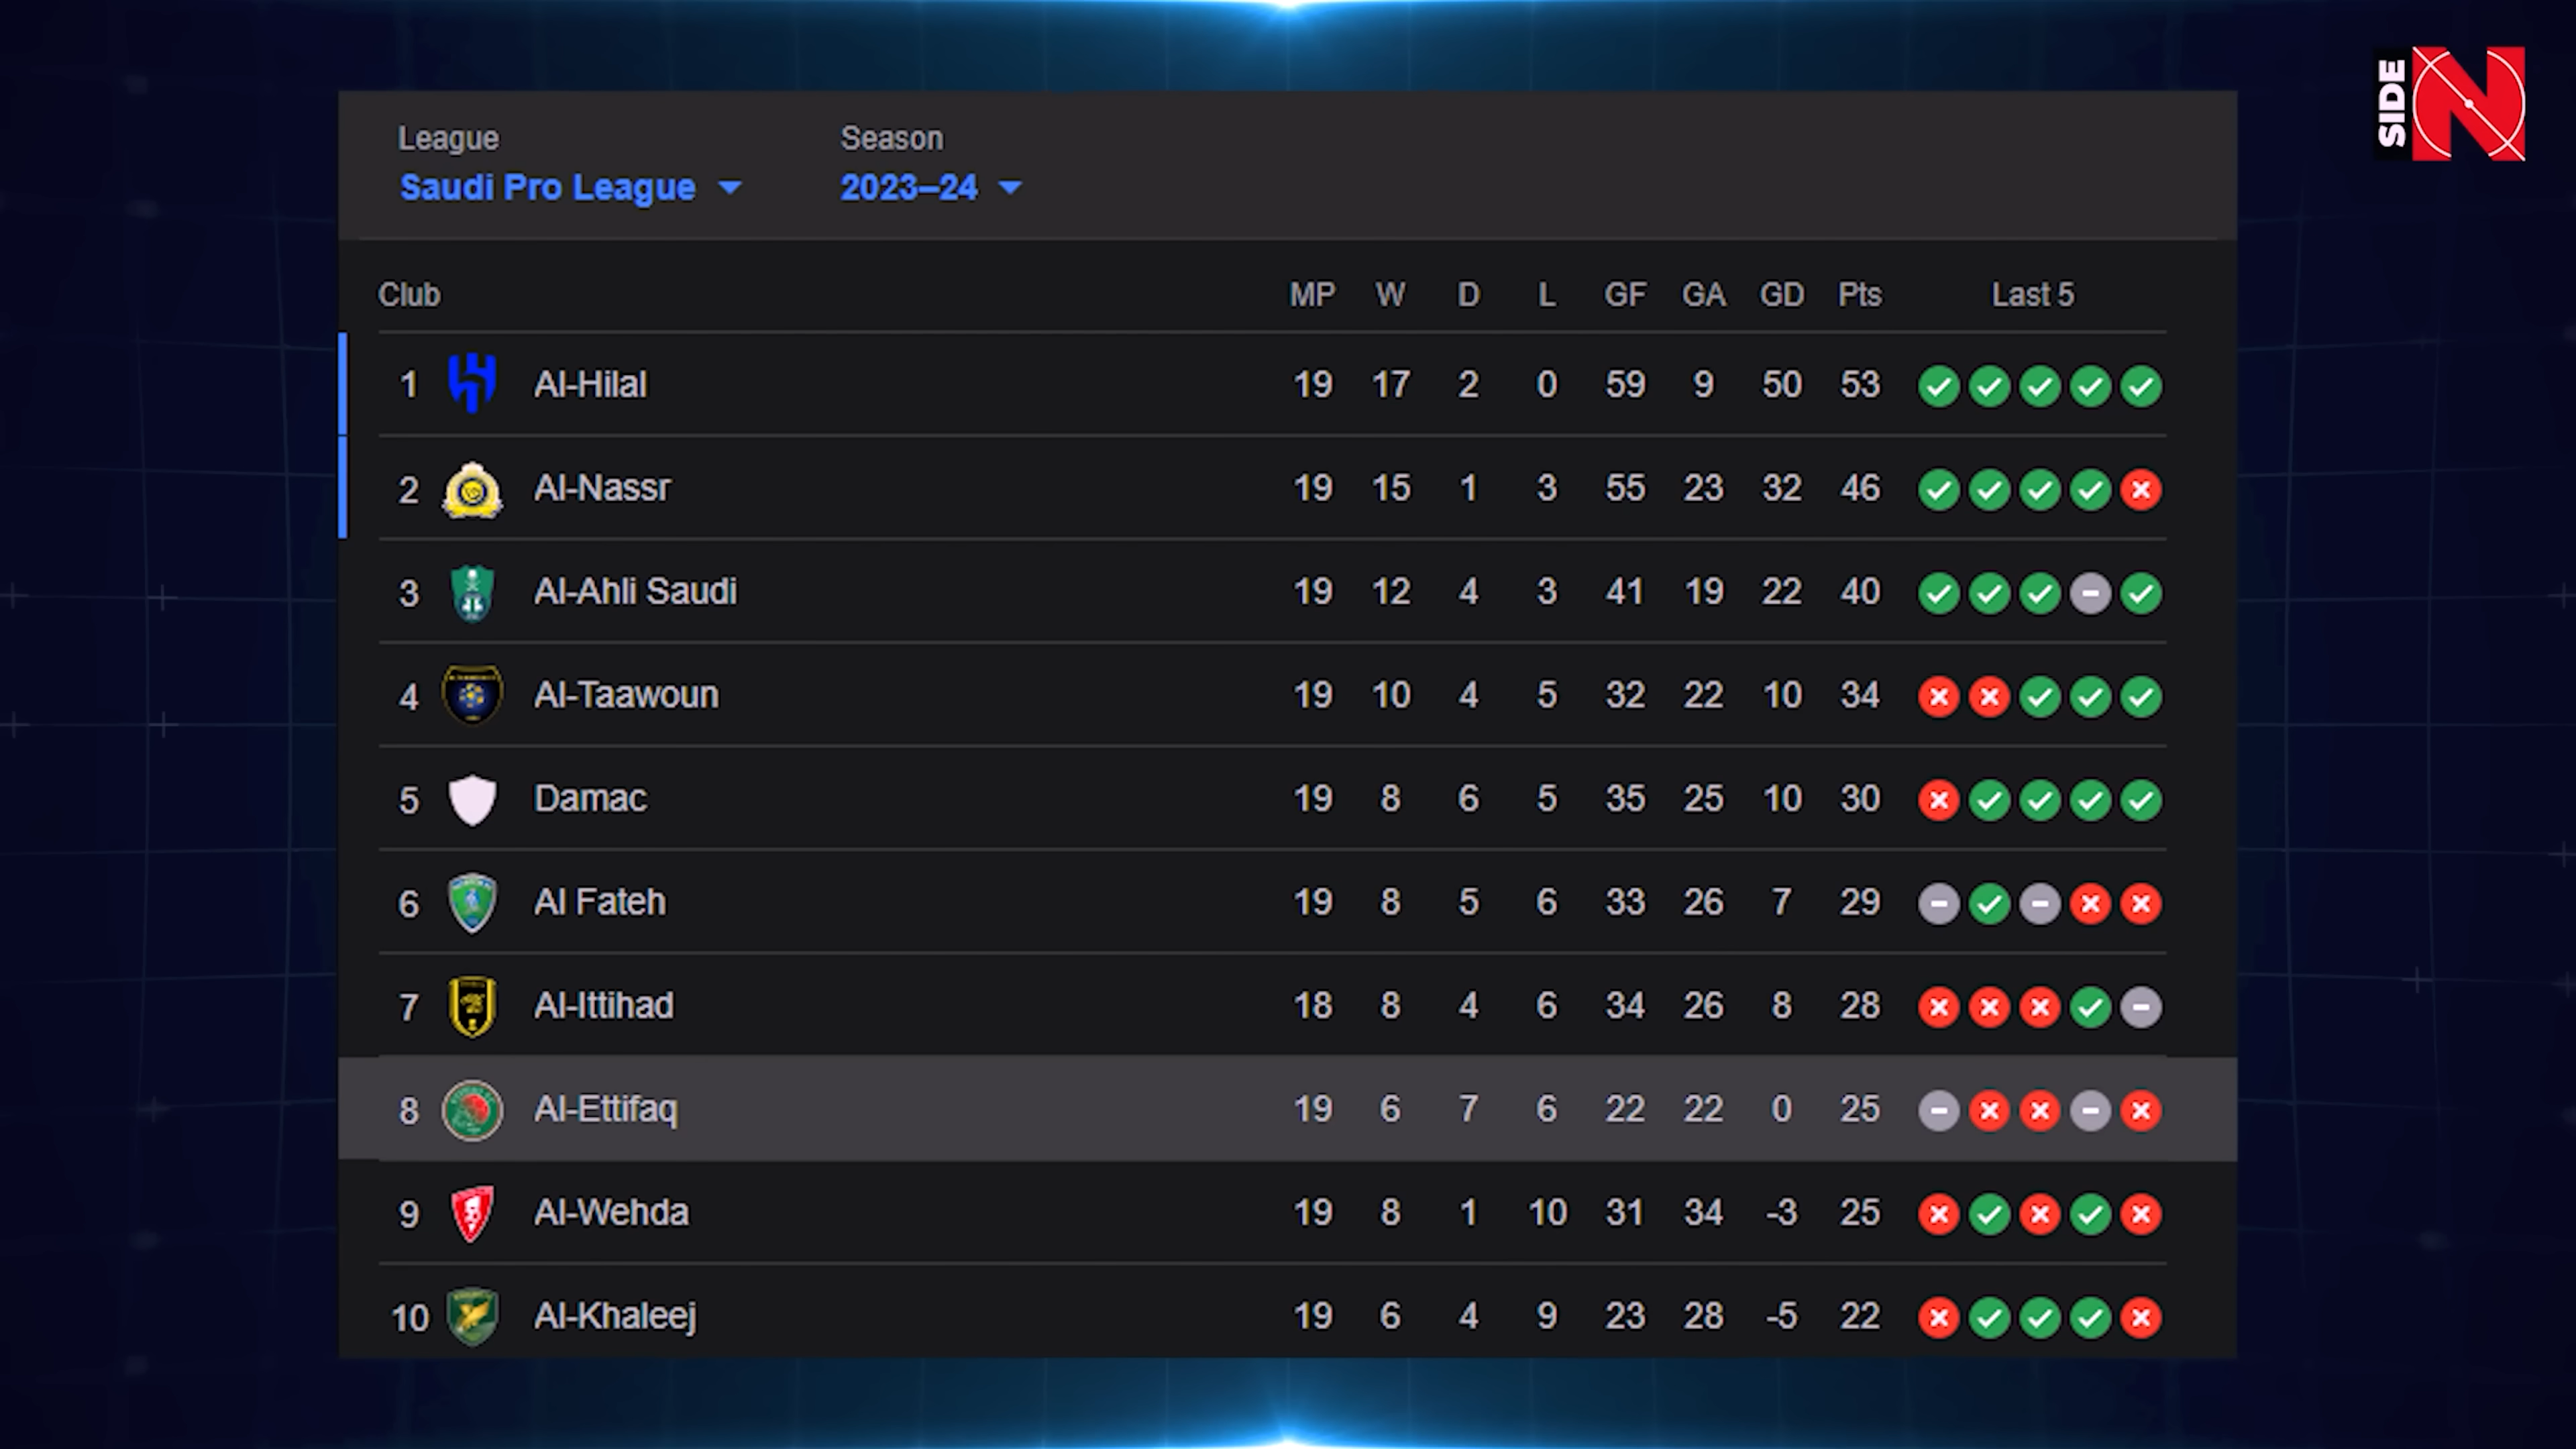 SIDE N
League Season
Saudi Pro League 2023–24
Club MP W D L GF GA GD Pts Last 5
1 Al-Hilal 19 17 2 0 59 9 50 53
2 Al-Nassr 19 15 1 3 55 23 32 46
3 Al-Ahli Saudi 19 12 4 3 41 19 22 40
4 Al-Taawoun 19 10 4 5 32 22 10 34
5 Damac 19 8 6 5 35 25 10 30
6 Al Fateh 19 8 5 6 33 26 7 29
7 Al-Ittihad 18 8 4 6 34 26 8 28
8 Al-Ettifaq 19 6 7 6 22 22 0 25
9 Al-Wehda 19 8 1 10 31 34 -3 25
10 Al-Khaleej 19 6 4 9 23 28 -5 22